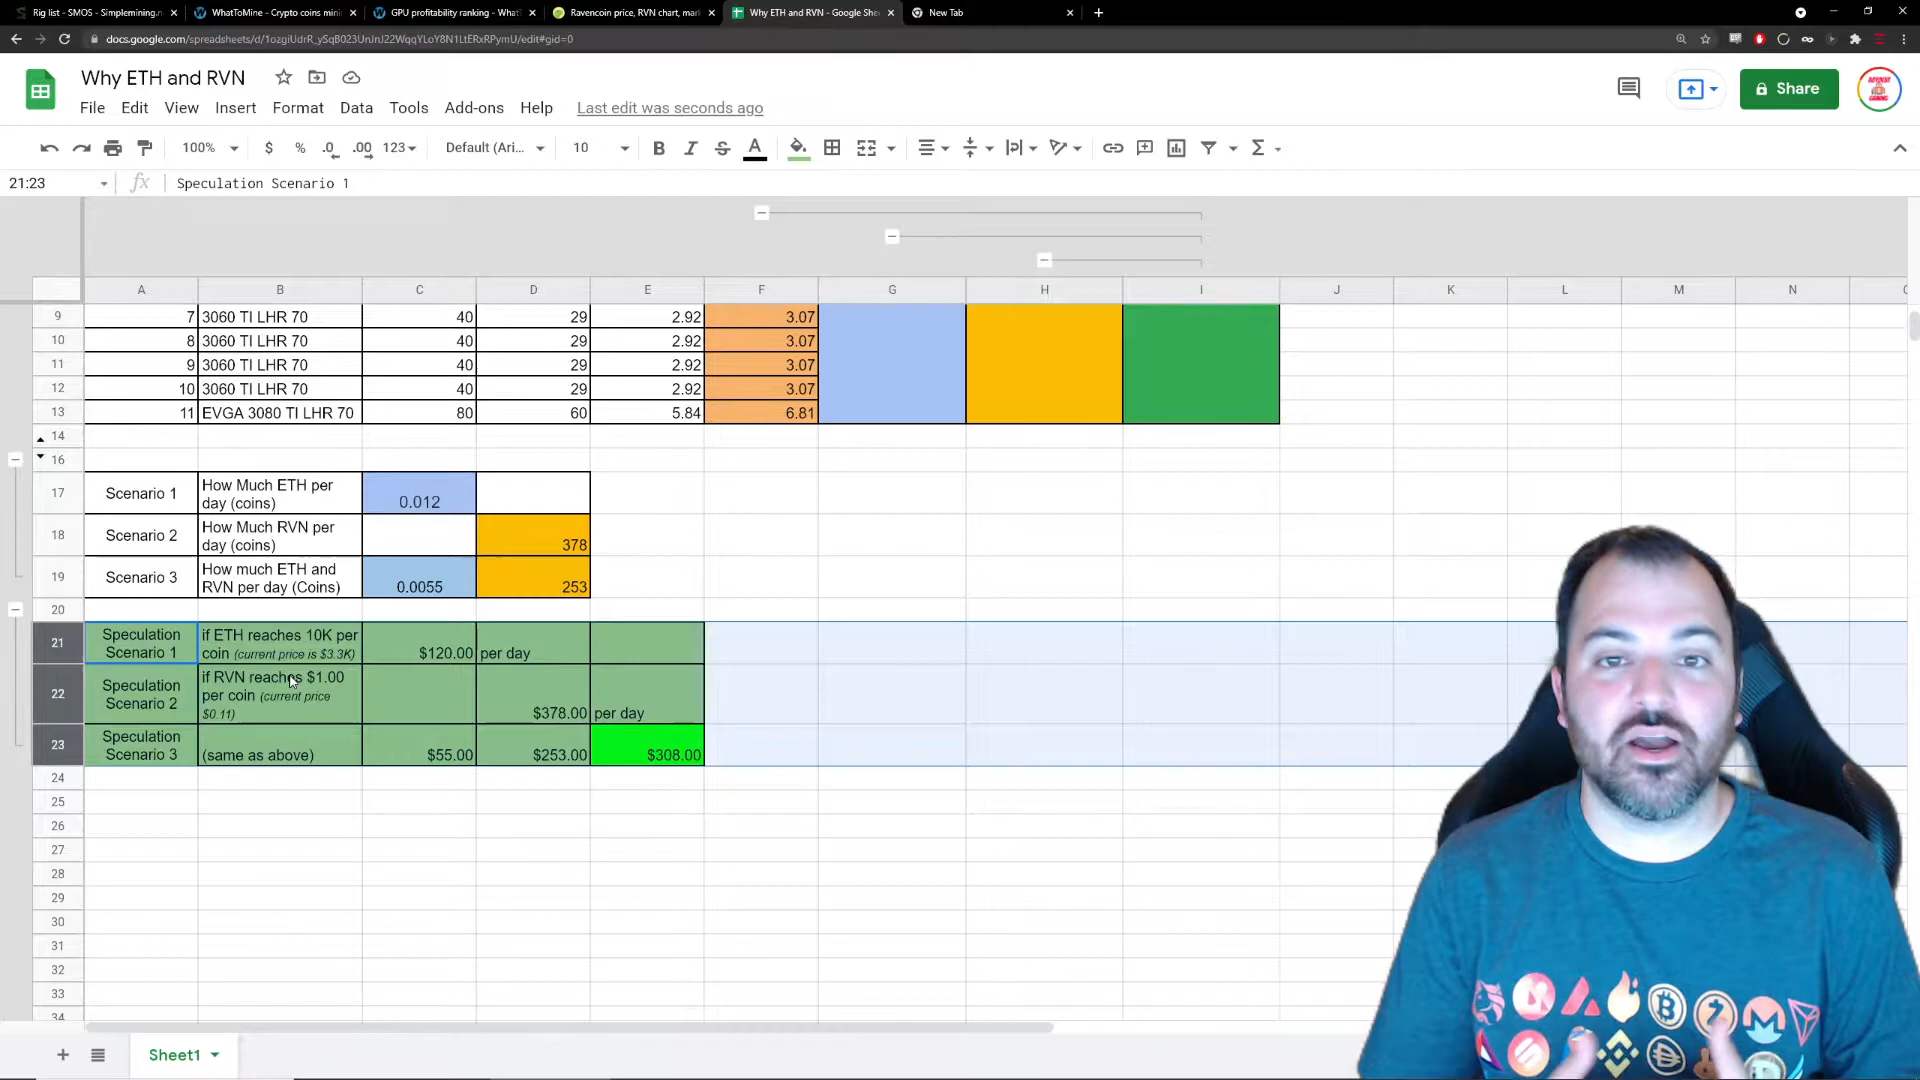 Rig list - SMOS - Simplemining.n
WhatToMine - Crypto coins mini
GPU profitability ranking - What
Ravencoin price, RVN chart, mar
Why ETH and RVN - Google She
New Tab
docs.google.com/spreadsheets/d/1ozgiUdrR_ySqB023UnJnJ22WqqYLoY8N1LtERxRPymU/edit#gid=0
Why ETH and RVN
File Edit View Insert Format Data Tools Add-ons Help Last edit was seconds ago
Share
100% $ % .0 .00 123 Default (Ari... 10 B I S A
21:23 fx Speculation Scenario 1
A B C D E F G H I J K L M N
9 7 3060 TI LHR 70 40 29 2.92 3.07
10 8 3060 TI LHR 70 40 29 2.92 3.07
11 9 3060 TI LHR 70 40 29 2.92 3.07
12 10 3060 TI LHR 70 40 29 2.92 3.07
13 11 EVGA 3080 TI LHR 70 80 60 5.84 6.81
14
16
17 Scenario 1 How Much ETH per
day (coins) 0.012
18 Scenario 2 How Much RVN per
day (coins) 378
19 Scenario 3 How much ETH and
RVN per day (Coins) 0.0055 253
20
21 Speculation
Scenario 1 if ETH reaches 10K per
coin (current price is $3.3K) $120.00 per day
22 Speculation
Scenario 2 if RVN reaches $1.00
per coin (current price
$0.11) $378.00 per day
23 Speculation
Scenario 3 (same as above) $55.00 $253.00 $308.00
24
25
26
27
28
29
30
31
32
33
34
Sheet1